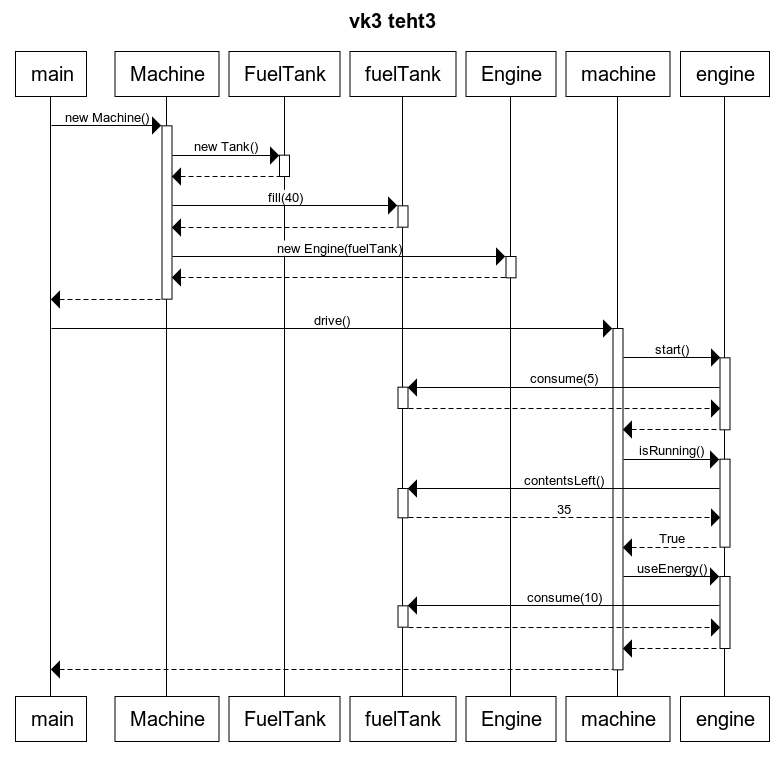 vk3 teht3
main Machine FuelTank fuelTank Engine machine engine
new Machine()
new Tank()
fill(40)
new Engine(fuelTank)
drive()
start()
consume(5)
isRunning()
contentsLeft()
35
True
useEnergy()
consume(10)
main Machine FuelTank fuelTank Engine machine engine